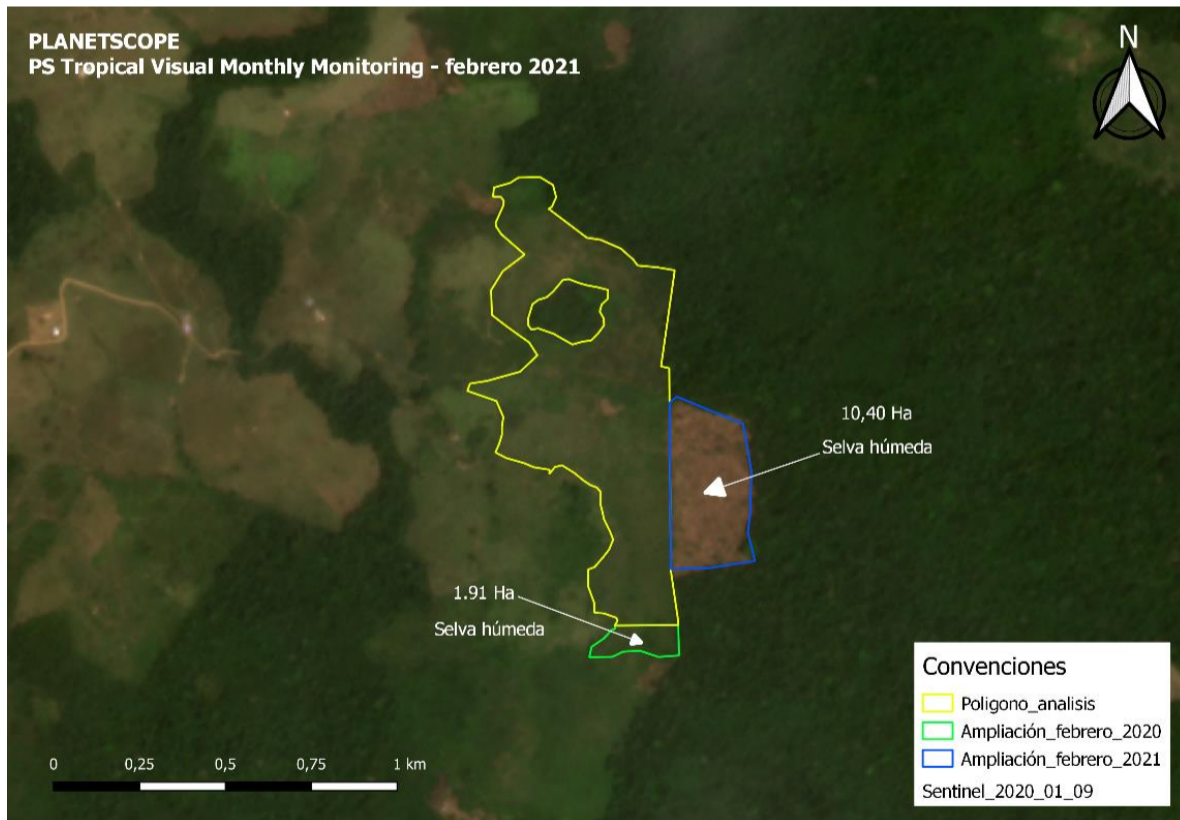 PLANETSCOPE
PS Tropical Visual Monthly Monitoring - febrero 2021
N
10,40 Ha
Selva húmeda
1.91 Ha
Selva húmeda
Convenciones
Poligono_analisis
Ampliación_febrero_2020
Ampliación_febrero_2021
Sentinel_2020_01_09
0 0,25 0,5 0,75 1 km